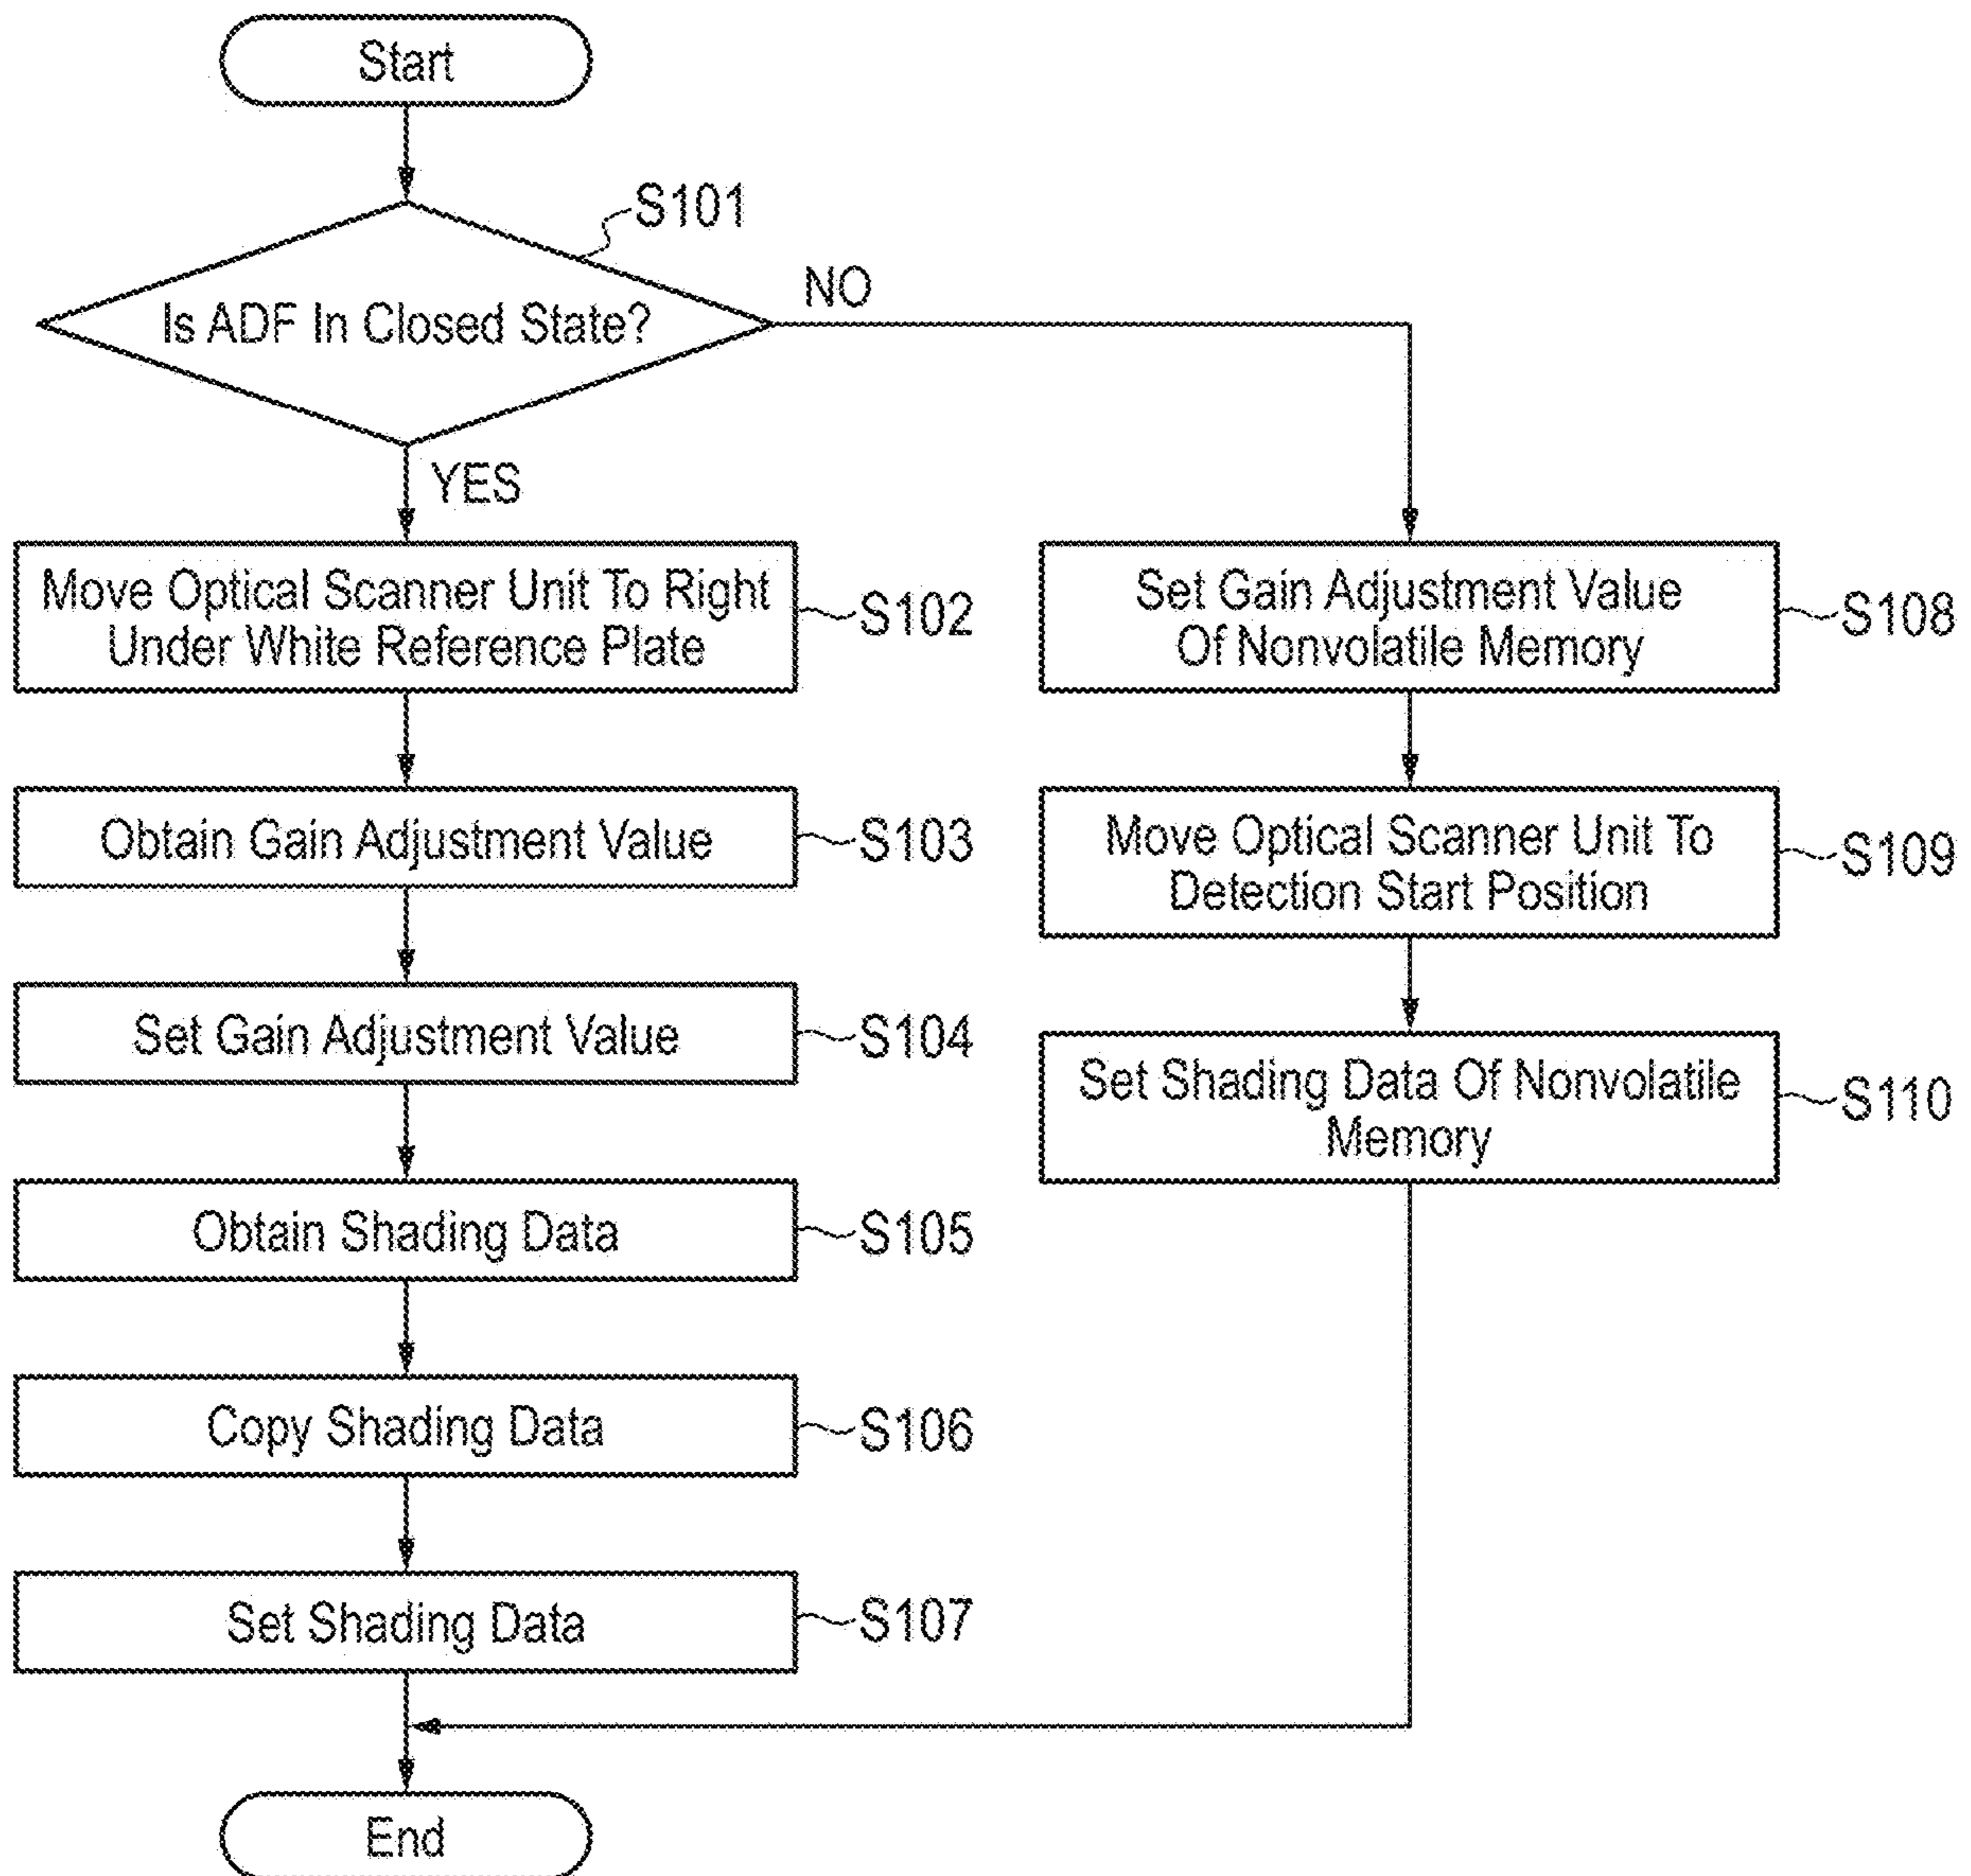 Start
S101
Is ADF In Closed State?
NO
YES
Move Optical Scanner Unit To Right
Under White Reference Plate
S102
Obtain Gain Adjustment Value
S103
Set Gain Adjustment Value
S104
Obtain Shading Data
S105
Copy Shading Data
S106
Set Shading Data
S107
Set Gain Adjustment Value
Of Nonvolatile Memory
S108
Move Optical Scanner Unit To
Detection Start Position
S109
Set Shading Data Of Nonvolatile
Memory
S110
End